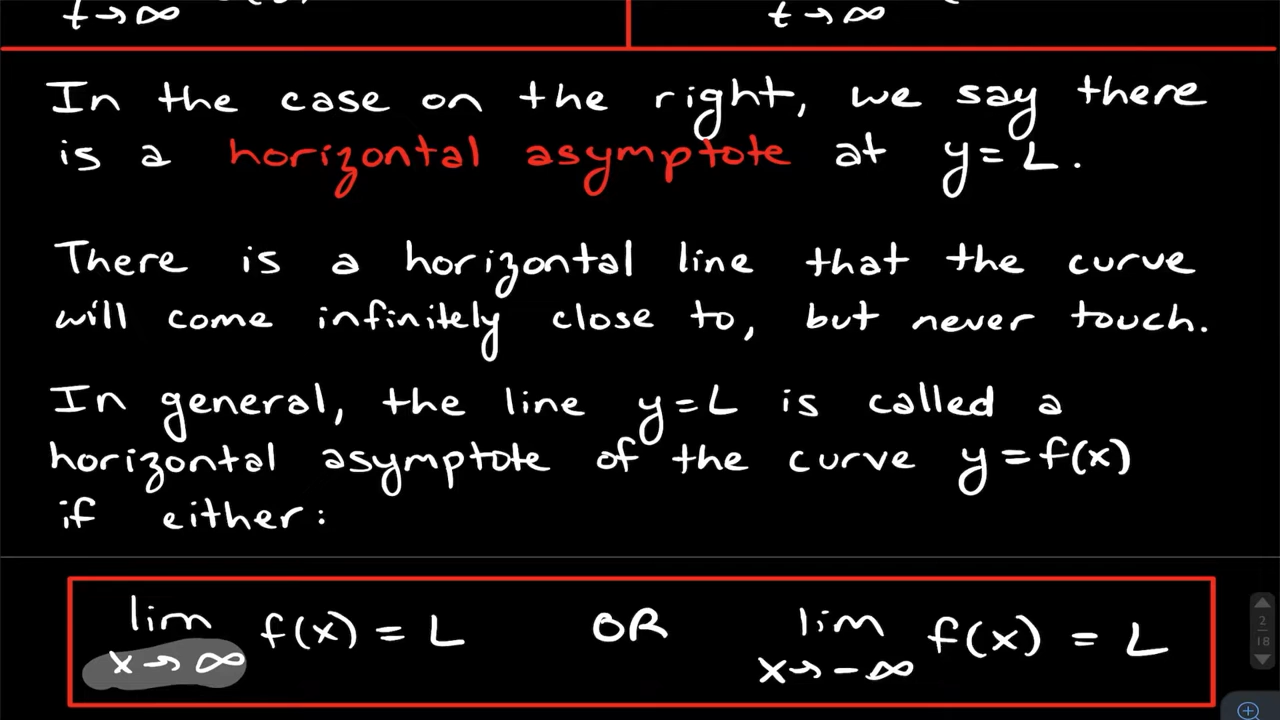 t→∞ t→∞
In the case on the right, we say there
is a horizontal asymptote at y=L.
There is a horizontal line that the curve
will come infinitely close to, but never touch.
In general, the line y=L is called a
horizontal asymptote of the curve y=f(x)
if either:
lim f(x) = L OR lim f(x) = L
x→∞ x→-∞
2
18